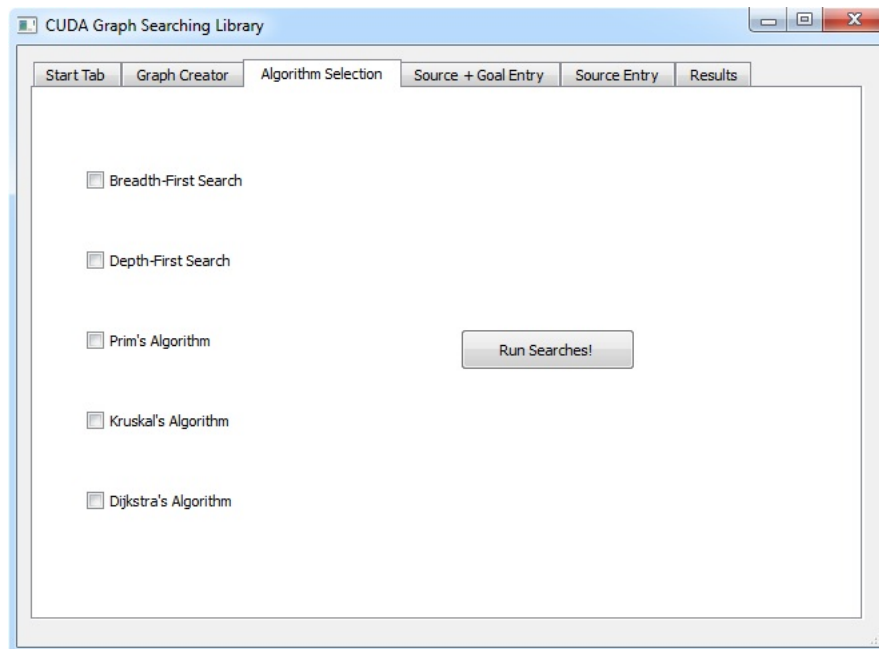 CUDA Graph Searching Library
Start Tab Graph Creator Algorithm Selection Source + Goal Entry Source Entry Results
Breadth-First Search
Depth-First Search
Prim's Algorithm
Run Searches!
Kruskal's Algorithm
Dijkstra's Algorithm